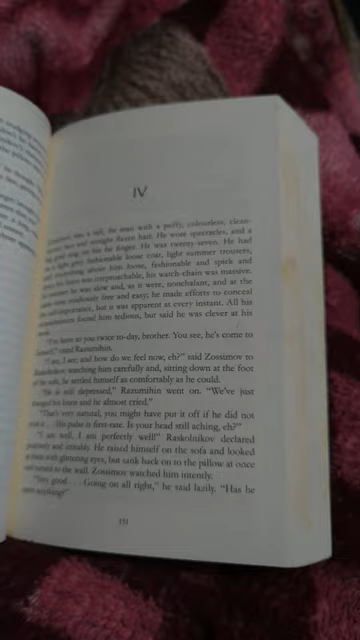 IV
Zossimov was a tall, fat man with a puffy, colourless, clean-
shaven face and straight flaxen hair. He wore spectacles, and a
big gold ring on his fat finger. He was twenty-seven. He had
on a light grey fashionable loose coat, light summer trousers,
and everything about him loose, fashionable and spick and
span; his linen was irreproachable, his watch-chain was massive.
In manner he was slow and, as it were, nonchalant, and at the
same time studiously free and easy; he made efforts to conceal
his self-importance, but it was apparent at every instant. All his
acquaintances found him tedious, but said he was clever at his
"I've been to you twice to-day, brother. You see, he's come to
himself," cried Razumihin.
"I see, I see; and how do we feel now, eh?" said Zossimov to
Raskolnikov, watching him carefully and, sitting down at the foot
of the sofa, he settled himself as comfortably as he could.
"He is still depressed," Razumihin went on. "We've just
changed his linen and he almost cried."
"That's very natural, you might have put it off if he did not
wish it. . . His pulse is first-rate. Is your head still aching, eh?"
"I am well, I am perfectly well!" Raskolnikov declared
positively and irritably. He raised himself on the sofa and looked
at them with glittering eyes, but sank back on to the pillow at once
and turned to the wall. Zossimov watched him intently.
"Very good. . . . Going on all right," he said lazily. "Has he
eaten anything?"
151